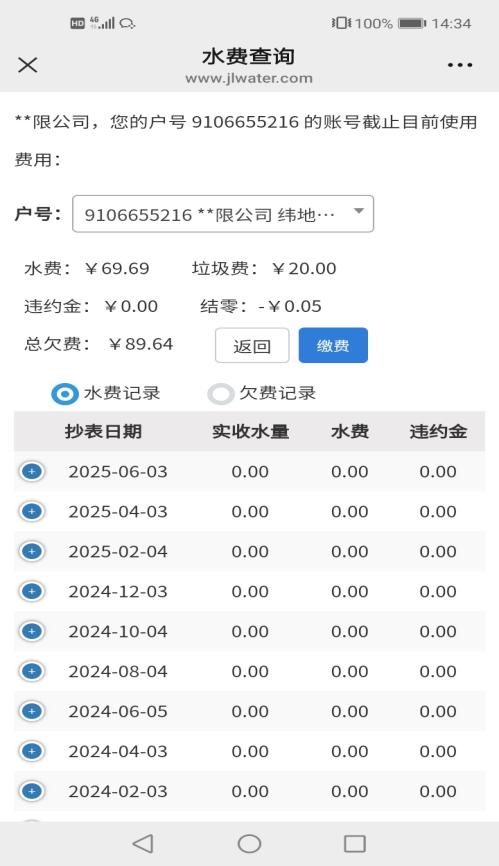 HD 4G 100% 14:34
水费查询
www.jlwater.com
**限公司，您的户号 9106655216 的账号截止目前使用
费用：
户号： 9106655216 **限公司 纬地…
水费：￥69.69 垃圾费：￥20.00
违约金：￥0.00 结零：-￥0.05
总欠费：￥89.64 返回 缴费
水费记录 欠费记录
抄表日期 实收水量 水费 违约金
2025-06-03 0.00 0.00 0.00
2025-04-03 0.00 0.00 0.00
2025-02-04 0.00 0.00 0.00
2024-12-03 0.00 0.00 0.00
2024-10-04 0.00 0.00 0.00
2024-08-04 0.00 0.00 0.00
2024-06-05 0.00 0.00 0.00
2024-04-03 0.00 0.00 0.00
2024-02-03 0.00 0.00 0.00